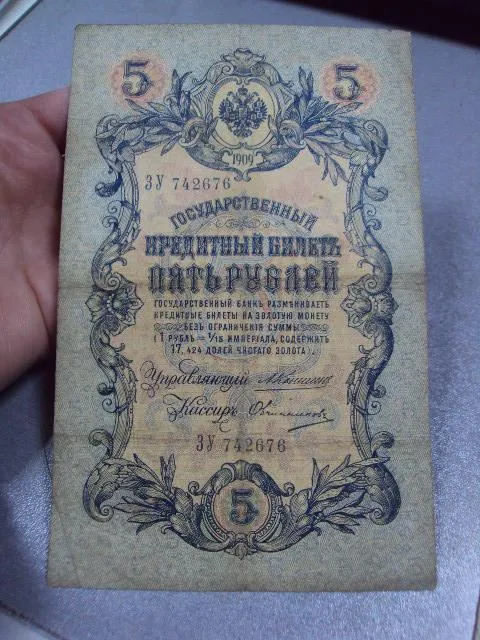 5 5
1909
ЗУ 742676
ГОСУДАРСТВЕННЫЙ
КРЕДИТНЫЙ БИЛЕТЪ
ПЯТЬ РУБЛЕЙ
ГОСУДАРСТВЕННЫЙ БАНКЪ РАЗМѢНИВАЕТЪ
КРЕДИТНЫЕ БИЛЕТЫ НА ЗОЛОТУЮ МОНЕТУ
БЕЗЪ ОГРАНИЧЕНІЯ СУММЫ
(1 РУБЛЬ = 1/15 ИМПЕРІАЛА, СОДЕРЖИТЪ
17,424 ДОЛЕЙ ЧИСТАГО ЗОЛОТА).
Управляющій
Кассиръ Овчинниковъ
ЗУ 742676
5